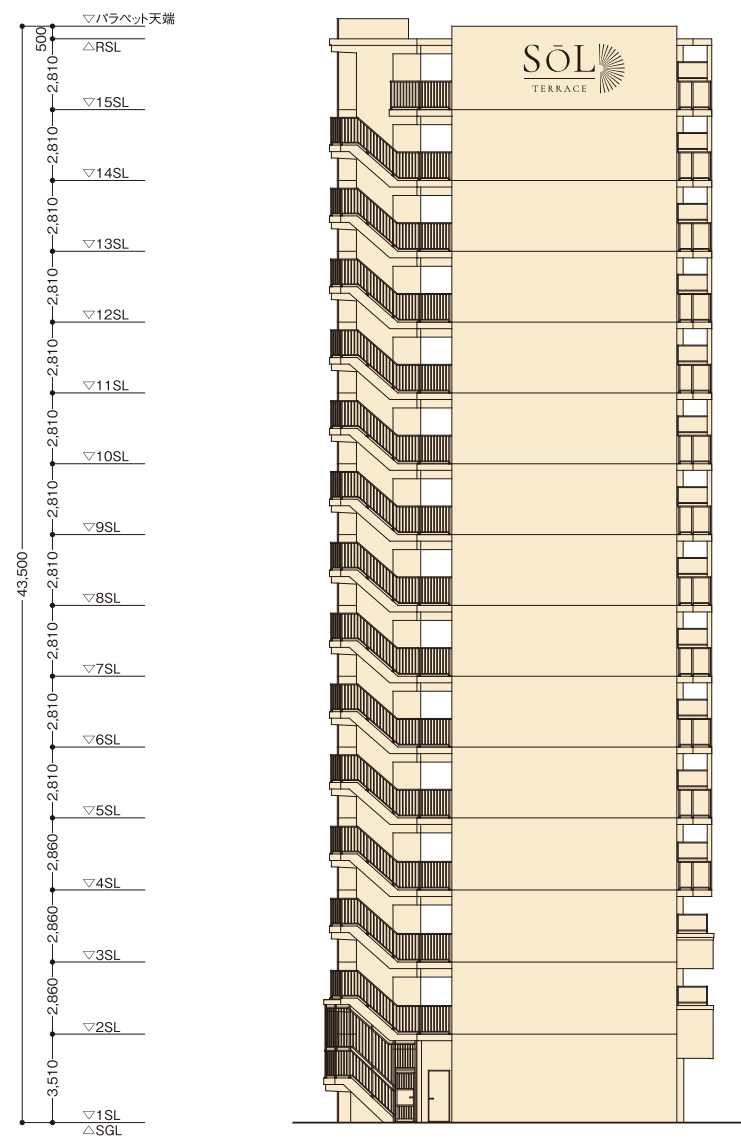 ▽パラペット天端
500
△RSL
SōL
TERRACE
2,810
▽15SL
2,810
▽14SL
2,810
▽13SL
2,810
▽12SL
2,810
▽11SL
2,810
▽10SL
2,810
▽9SL
2,810
43,500
▽8SL
2,810
▽7SL
2,810
▽6SL
2,810
▽5SL
2,860
▽4SL
2,860
▽3SL
2,860
▽2SL
3,510
▽1SL
△SGL